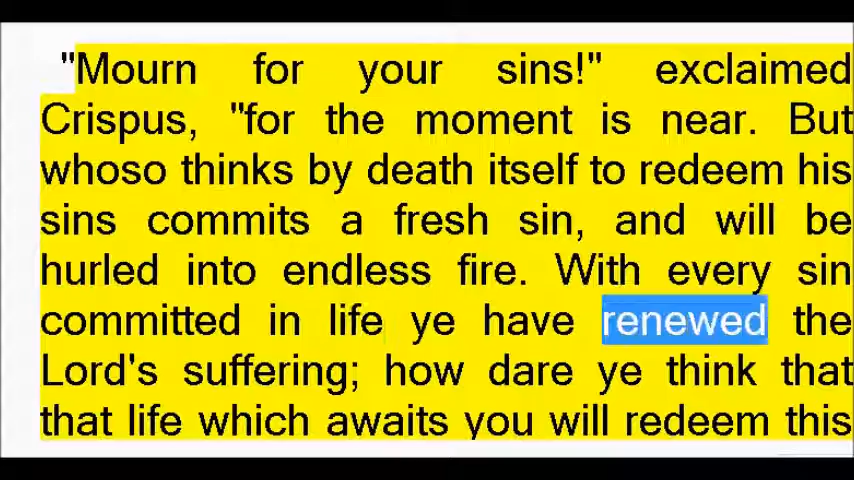 "Mourn for your sins!" exclaimed
Crispus, "for the moment is near. But
whoso thinks by death itself to redeem his
sins commits a fresh sin, and will be
hurled into endless fire. With every sin
committed in life ye have renewed the
Lord's suffering; how dare ye think that
that life which awaits you will redeem this